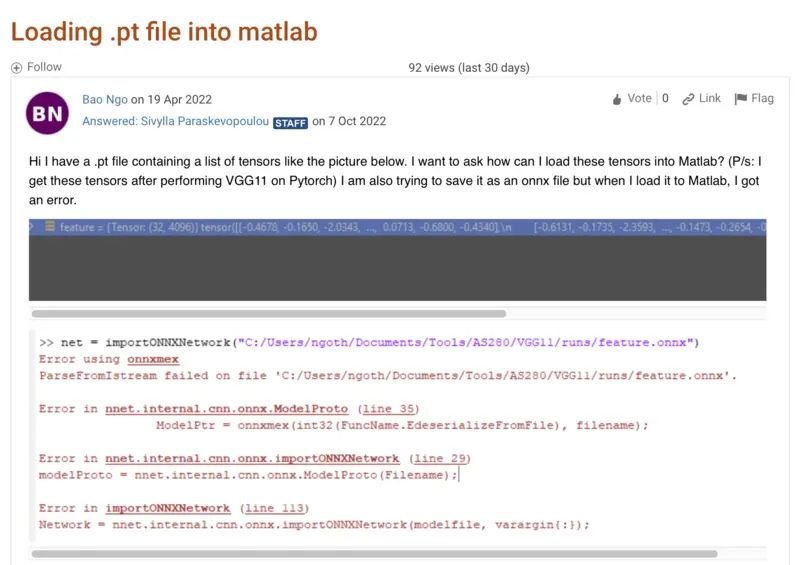 Loading .pt file into matlab
Follow
92 views (last 30 days)
BN
Bao Ngo on 19 Apr 2022
Vote 0 Link Flag
Answered: Sivylla Paraskevopoulou STAFF on 7 Oct 2022
Hi I have a .pt file containing a list of tensors like the picture below. I want to ask how can I load these tensors into Matlab? (P/s: I
get these tensors after performing VGG11 on Pytorch) I am also trying to save it as an onnx file but when I load it to Matlab, I got
an error.
feature = {Tensor: (32, 4096)} tensor([[-0.4678, -0.1650, -2.0343, ..., 0.0713, -0.6800, -0.4340],\n [-0.6131, -0.1735, -2.3593, ..., -0.1473, -0.2654, -0
>> net = importONNXNetwork("C:/Users/ngoth/Documents/Tools/AS280/VGG11/runs/feature.onnx")
Error using onnxmex
ParseFromIstream failed on file 'C:/Users/ngoth/Documents/Tools/AS280/VGG11/runs/feature.onnx'.
Error in nnet.internal.cnn.onnx.ModelProto (line 35)
ModelPtr = onnxmex(int32(FuncName.EdeserializeFromFile), filename);
Error in nnet.internal.cnn.onnx.importONNXNetwork (line 29)
modelProto = nnet.internal.cnn.onnx.ModelProto(Filename);
Error in importONNXNetwork (line 113)
Network = nnet.internal.cnn.onnx.importONNXNetwork(modelfile, varargin{:});